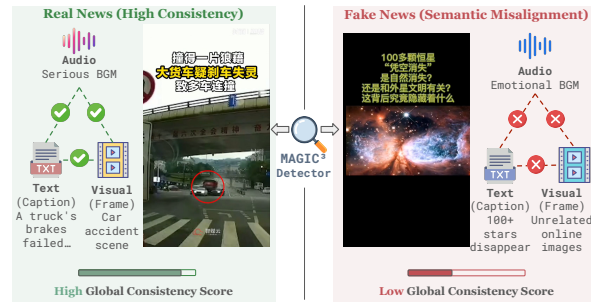 Real News (High Consistency)
Audio
Serious BGM
TXT
Text
(Caption)
A truck's
brakes
failed…
Visual
(Frame)
Car
accident
scene
撞得一片狼藉
大货车疑刹车失灵
致多车连撞
High Global Consistency Score
MAGIC³
Detector
Fake News (Semantic Misalignment)
100多颗恒星
“凭空消失”
是自然消失？
还是和外星文明有关？
这背后究竟隐藏着什么
Audio
Emotional BGM
TXT
Text
(Caption)
100+
stars
disappear
Visual
(Frame)
Unrelated
online
images
Low Global Consistency Score